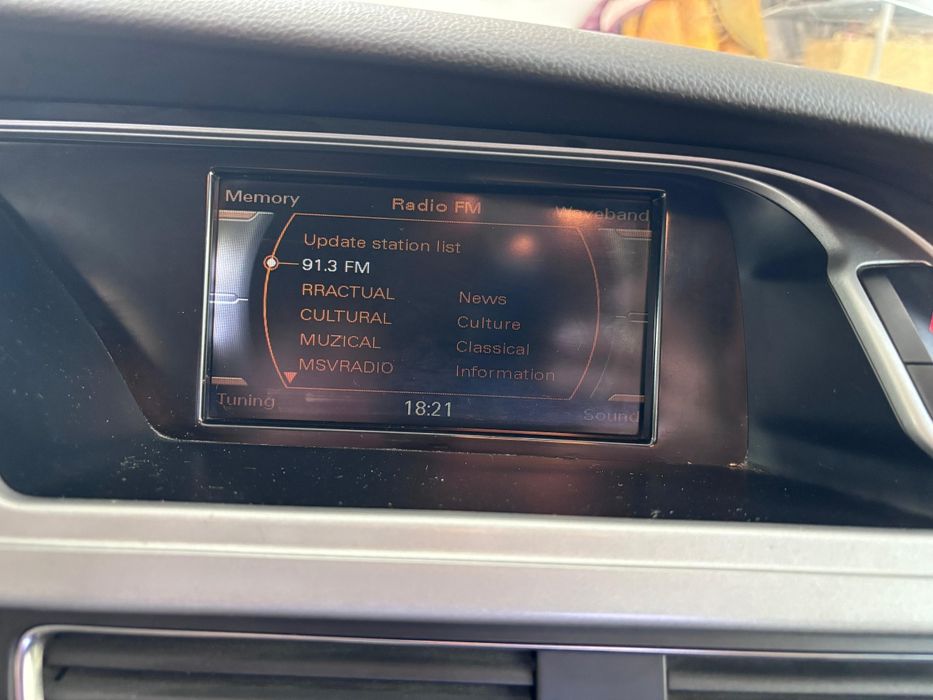 Memory Radio FM Waveband
Update station list
91.3 FM
RRACTUAL News
CULTURAL Culture
MUZICAL Classical
MSVRADIO Information
Tuning 18:21 Sound